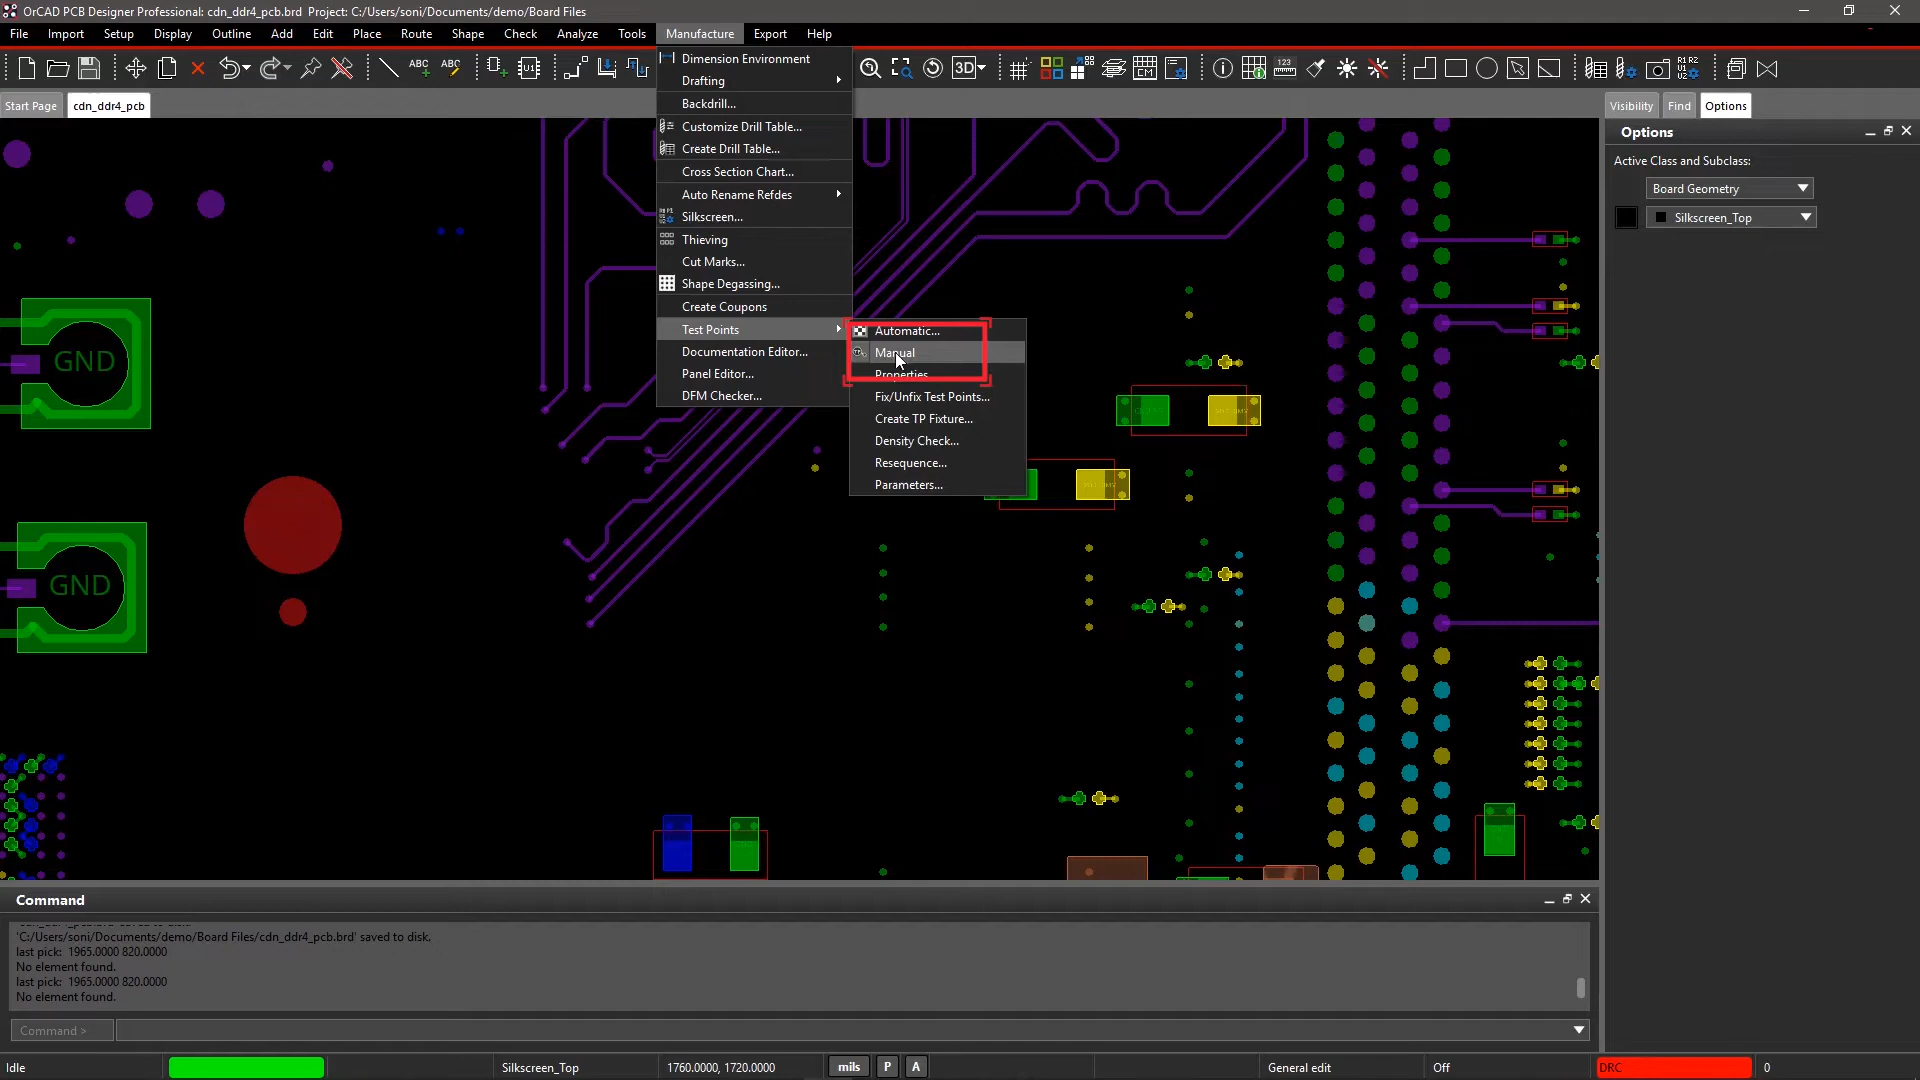 OrCAD PCB Designer Professional: cdn_ddr4_pcb.brd Project: C:/Users/soni/Documents/demo/Board Files
File Import Setup Display Outline Add Edit Place Route Shape Check Analyze Tools Manufacture Export Help
Start Page cdn_ddr4_pcb
Dimension Environment
Drafting
Backdrill...
Customize Drill Table...
Create Drill Table...
Cross Section Chart...
Auto Rename Refdes
Silkscreen...
Thieving
Cut Marks...
Shape Degassing...
Create Coupons
Test Points
Documentation Editor...
Panel Editor...
DFM Checker...
Automatic...
Manual
Properties
Fix/Unfix Test Points...
Create TP Fixture...
Density Check...
Resequence...
Parameters...
GND
GND
Visibility Find Options
Options
Active Class and Subclass:
Board Geometry
Silkscreen_Top
Command
'C:/Users/soni/Documents/demo/Board Files/cdn_ddr4_pcb.brd' saved to disk.
last pick: 1965.0000 820.0000
No element found.
last pick: 1965.0000 820.0000
No element found.
Command >
Idle Silkscreen_Top 1760.0000, 1720.0000 mils P A General edit Off DRC 0